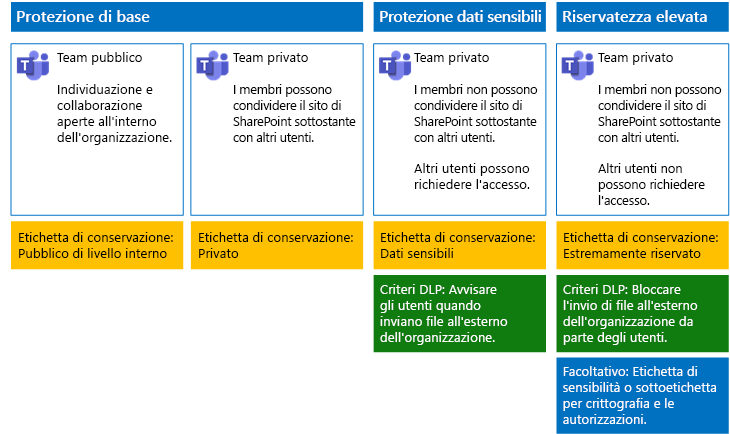 Protezione di base
Team pubblico
Individuazione e
collaborazione
aperte all'interno
dell'organizzazione.
Etichetta di conservazione:
Pubblico di livello interno
Team privato
I membri possono
condividere il sito di
SharePoint sottostante
con altri utenti.
Etichetta di conservazione:
Privato
Protezione dati sensibili
Team privato
I membri non possono
condividere il sito di
SharePoint sottostante
con altri utenti.
Altri utenti possono
richiedere l'accesso.
Etichetta di conservazione:
Dati sensibili
Criteri DLP: Avvisare
gli utenti quando
inviano file all'esterno
dell'organizzazione.
Riservatezza elevata
Team privato
I membri non possono
condividere il sito di
SharePoint sottostante
con altri utenti.
Altri utenti non
possono richiedere
l'accesso.
Etichetta di conservazione:
Estremamente riservato
Criteri DLP: Bloccare
l'invio di file all'esterno
dell'organizzazione da
parte degli utenti.
Facoltativo: Etichetta di
sensibilità o sottoetichetta
per crittografia e le
autorizzazioni.